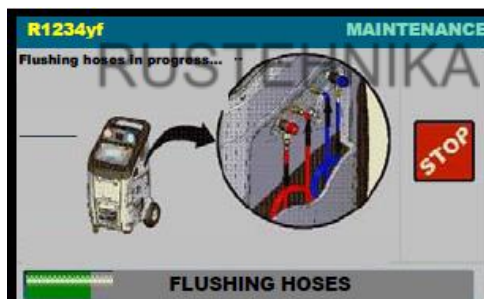 R1234yf MAINTENANCE
Flushing hoses in progress...
RUSTEHNIKA
STOP
FLUSHING HOSES